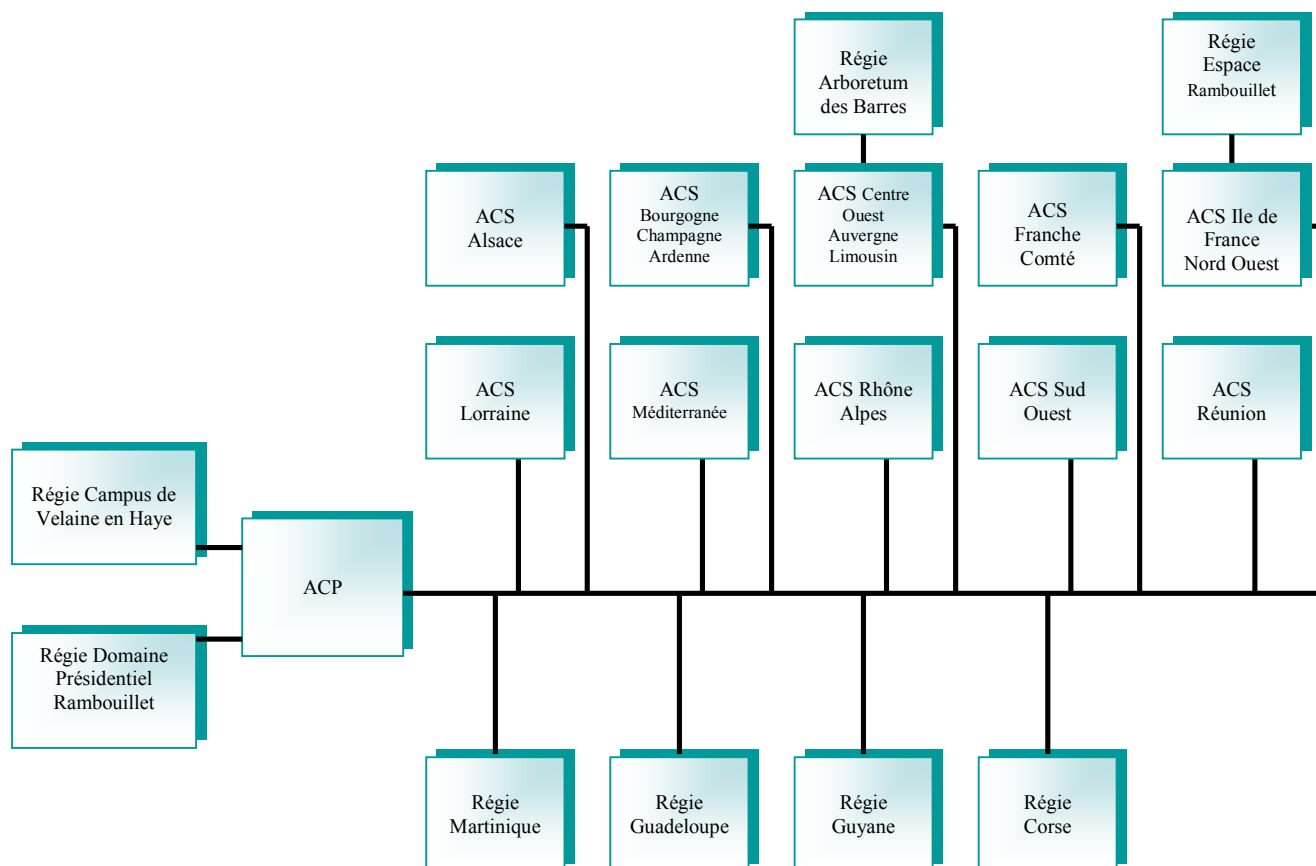 Régie
Arboretum
des Barres
Régie
Espace
Rambouillet
ACS
Alsace
ACS
Bourgogne
Champagne
Ardenne
ACS Centre
Ouest
Auvergne
Limousin
ACS
Franche
Comté
ACS Ile de
France
Nord Ouest
ACS
Lorraine
ACS
Méditerranée
ACS Rhône
Alpes
ACS Sud
Ouest
ACS
Réunion
Régie Campus de
Velaine en Haye
ACP
Régie Domaine
Présidentiel
Rambouillet
Régie
Martinique
Régie
Guadeloupe
Régie
Guyane
Régie
Corse